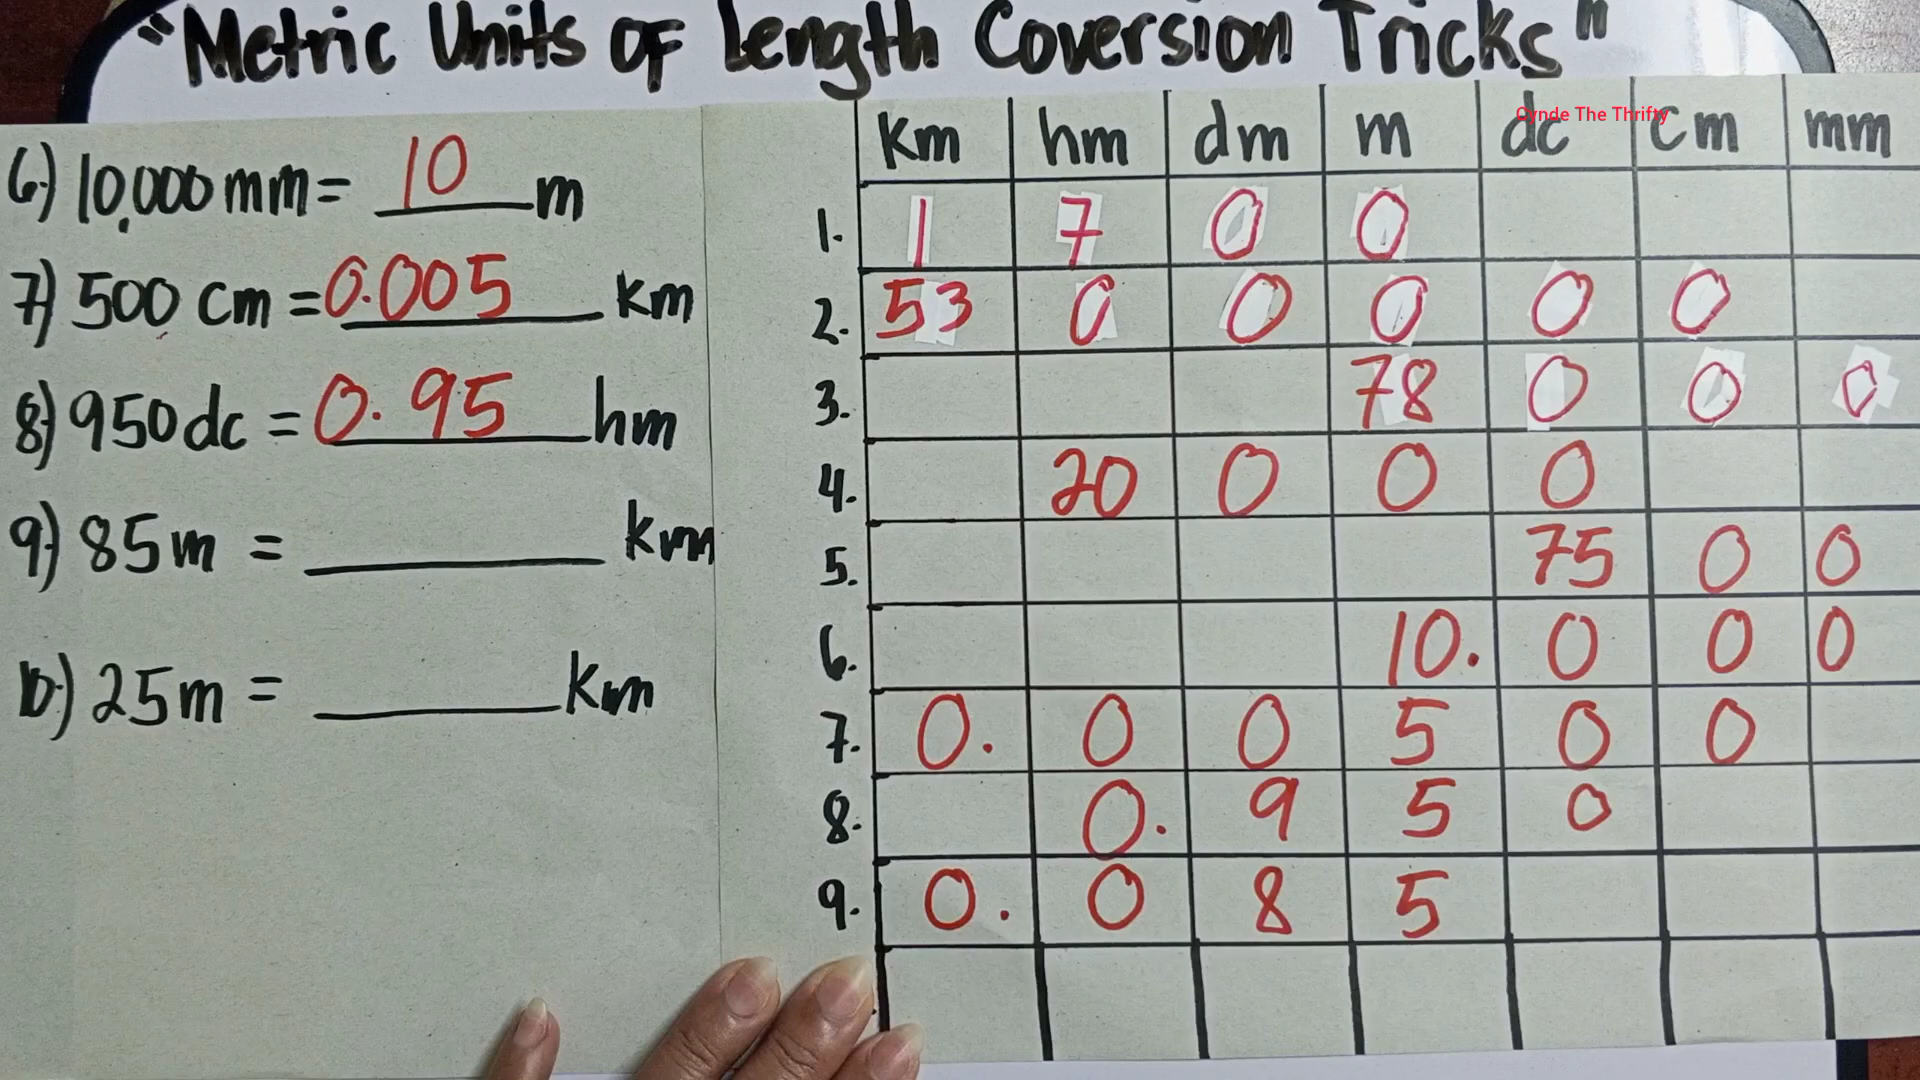 "Metric Units OF Length Coversion Tricks"
Cynde The Thrifty
6.) 10,000 mm = 10 m
7.) 500 cm = 0.005 km
8.) 950 dc = 0.95 hm
9.) 85 m = ______ km
10.) 25 m = ______ km
km hm dm m dc cm mm
1. 1 7 0 0
2. 53 0 0 0 0 0
3. 78 0 0 0
4. 20 0 0 0
5. 75 0 0
6. 10. 0 0 0
7. 0. 0 0 5 0 0
8. 0. 9 5 0
9. 0. 0 8 5